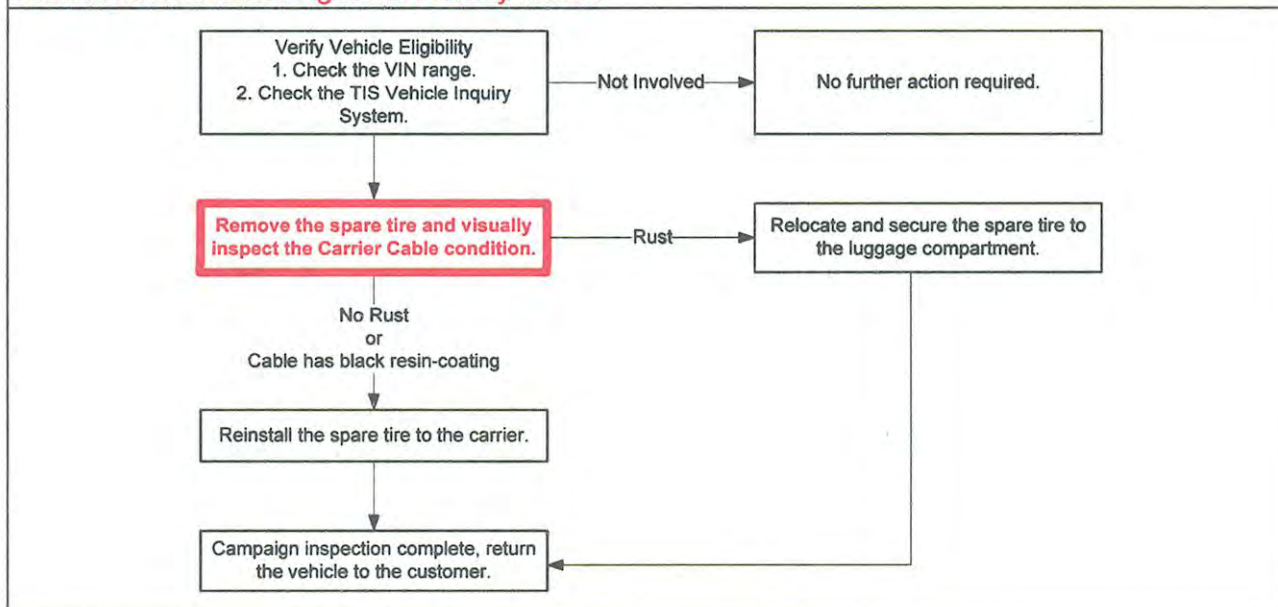 Verify Vehicle Eligibility
1. Check the VIN range.
2. Check the TIS Vehicle Inquiry
System.
Not Involved
No further action required.
Remove the spare tire and visually
inspect the Carrier Cable condition.
Rust
Relocate and secure the spare tire to
the luggage compartment.
No Rust
or
Cable has black resin-coating
Reinstall the spare tire to the carrier.
Campaign inspection complete, return
the vehicle to the customer.